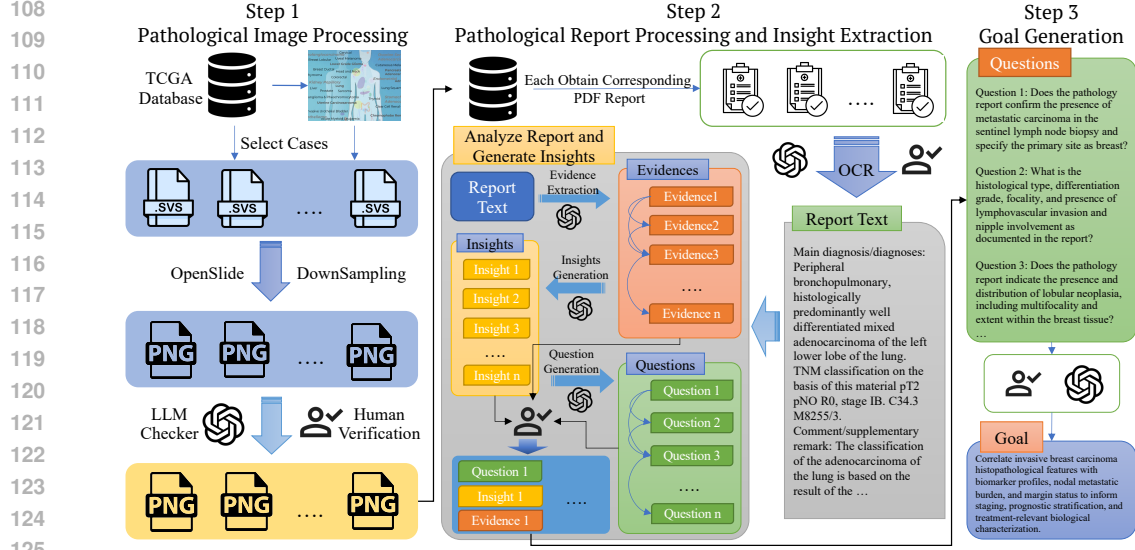 108
109
110
111
112
113
114
115
116
117
118
119
120
121
122
123
124
125
Step 1
Pathological Image Processing
TCGA
Database
Select Cases
.SVS
.SVS
....
.SVS
OpenSlide
DownSampling
PNG
PNG
....
PNG
LLM
Checker
Human
Verification
PNG
PNG
....
PNG
Step 2
Pathological Report Processing and Insight Extraction
Each Obtain Corresponding
PDF Report
....
Analyze Report and
Generate Insights
Report
Text
Evidence
Extraction
Evidences
Evidence1
Evidence2
Evidence3
....
Evidence n
Insights
Insight 1
Insight 2
Insight 3
....
Insight n
Insights
Generation
Question
Generation
Questions
Question 1
Question 2
Question 3
....
Question n
Question 1
Insight 1
Evidence 1
....
OCR
Report Text
Main diagnosis/diagnoses:
Peripheral
bronchopulmonary,
histologically
predominantly well
differentiated mixed
adenocarcinoma of the left
lower lobe of the lung.
TNM classification on the
basis of this material pT2
pNO R0, stage IB. C34.3
M8255/3.
Comment/supplementary
remark: The classification
of the adenocarcinoma of
the lung is based on the
result of the …
Step 3
Goal Generation
Questions
Question 1: Does the pathology
report confirm the presence of
metastatic carcinoma in the
sentinel lymph node biopsy and
specify the primary site as breast?
Question 2: What is the
histological type, differentiation
grade, focality, and presence of
lymphovascular invasion and
nipple involvement as
documented in the report?
Question 3: Does the pathology
report indicate the presence and
distribution of lobular neoplasia,
including multifocality and
extent within the breast tissue?
…
Goal
Correlate invasive breast carcinoma
histopathological features with
biomarker profiles, nodal metastatic
burden, and margin status to inform
staging, prognostic stratification, and
treatment-relevant biological
characterization.